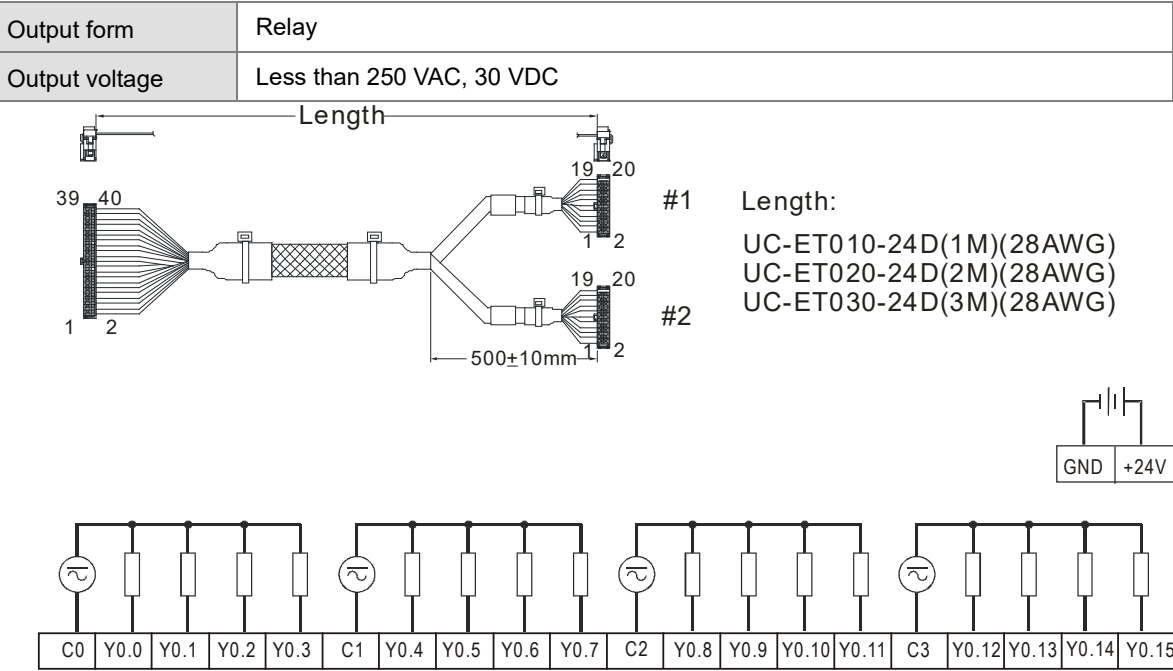 Output form Relay
Output voltage Less than 250 VAC, 30 VDC
Length
39 40
19 20
1 2
#1
Length:
UC-ET010-24D(1M)(28AWG)
UC-ET020-24D(2M)(28AWG)
UC-ET030-24D(3M)(28AWG)
19 20
1 2
#2
1 2
500±10mm
GND +24V
C0 Y0.0 Y0.1 Y0.2 Y0.3 C1 Y0.4 Y0.5 Y0.6 Y0.7 C2 Y0.8 Y0.9 Y0.10 Y0.11 C3 Y0.12 Y0.13 Y0.14 Y0.15